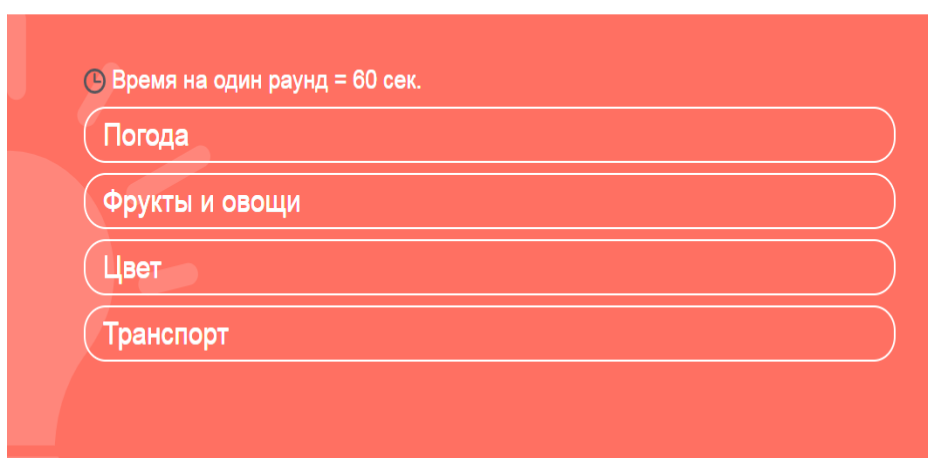 Время на один раунд = 60 сек.
Погода
Фрукты и овощи
Цвет
Транспорт